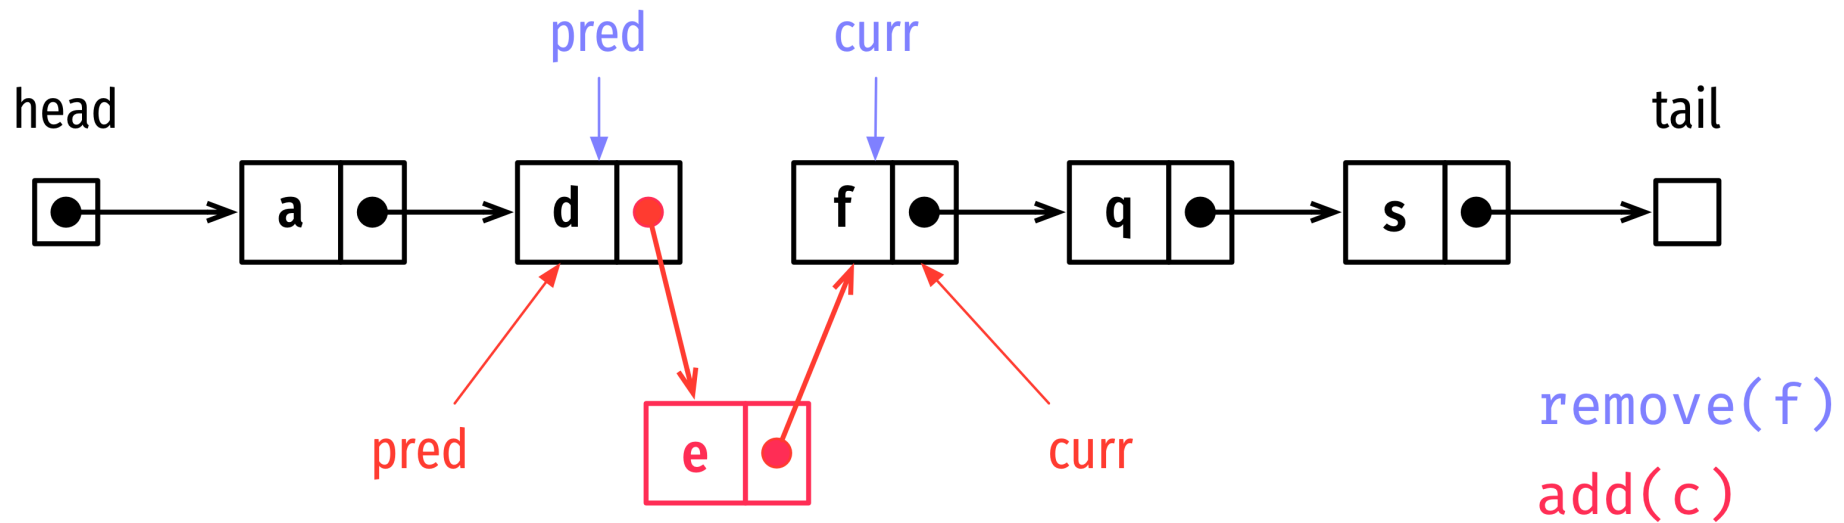 pred curr
head tail
a d f q s
pred e curr
remove(f)
add(c)